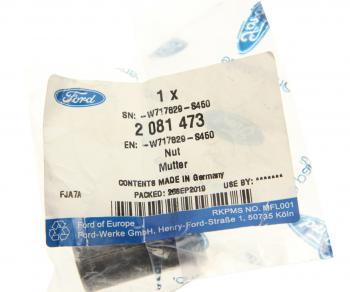 Ford
1 x
SN: -W717829-S450
2 081 473
EN: -W717829-S450
Nut
Mutter
CONTENTS MADE IN Germany
FJA7A PACKED: 26SEP2019 USE BY: *******
RKPMS NO. MFL001
Ford of Europe
Ford-Werke GmbH, Henry-Ford-Straße 1, 50735 Köln